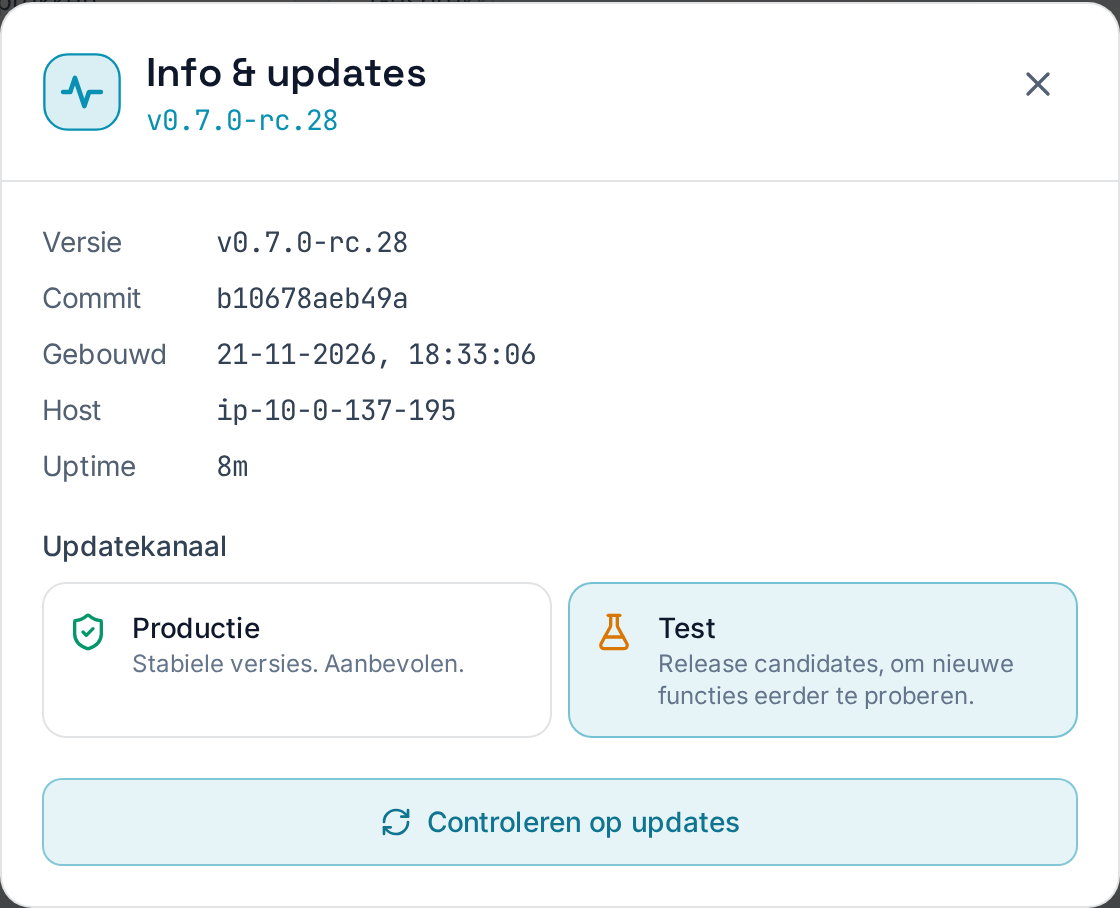 Info & updates
v0.7.0-rc.28
Versie v0.7.0-rc.28
Commit b10678aeb49a
Gebouwd 21-11-2026, 18:33:06
Host ip-10-0-137-195
Uptime 8m
Updatekanaal
Productie
Stabiele versies. Aanbevolen.
Test
Release candidates, om nieuwe
functies eerder te proberen.
Controleren op updates